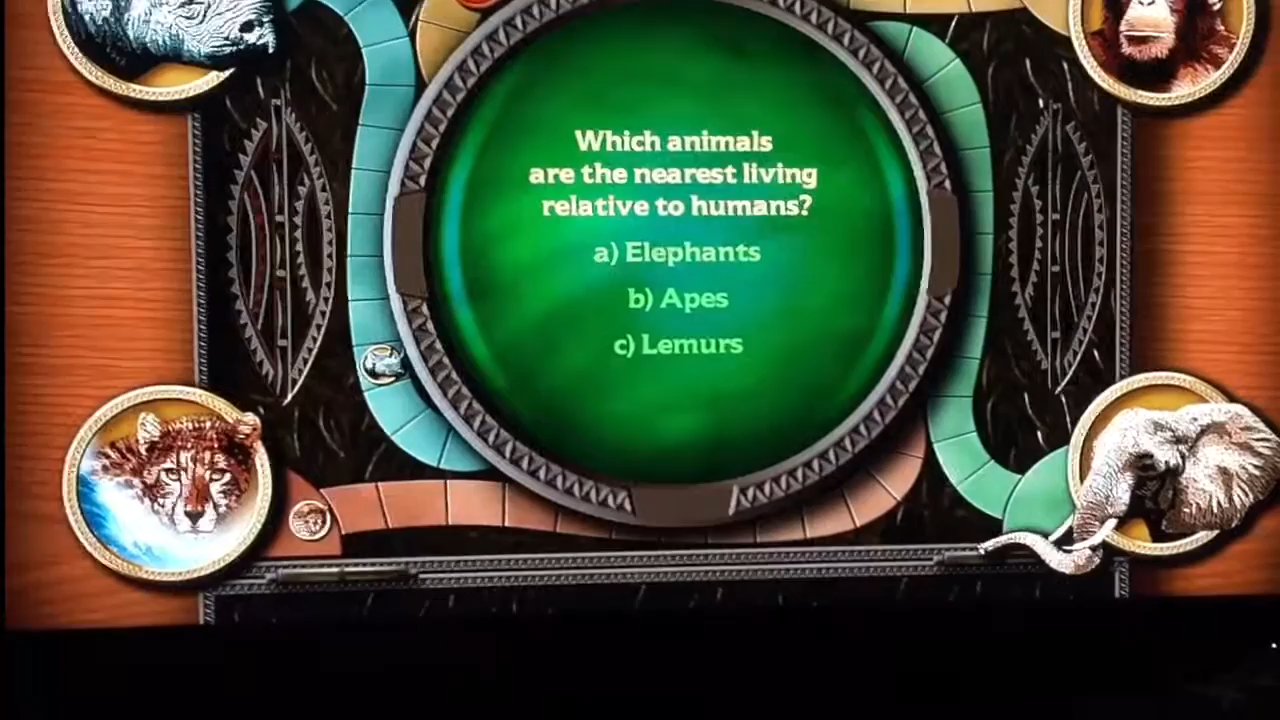 Which animals
are the nearest living
relative to humans?
a) Elephants
b) Apes
c) Lemurs